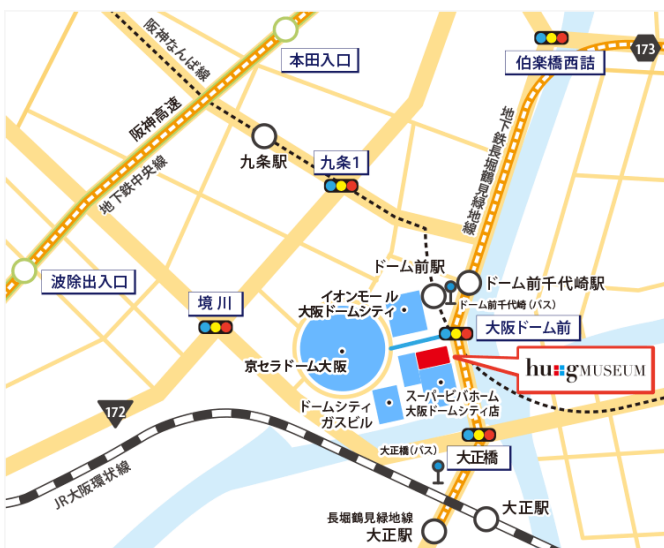 阪神なんば線
本田入口
伯楽橋西詰
173
阪神高速
地下鉄中央線
九条駅
九条1
地下鉄長堀鶴見緑地線
波除出入口
境川
ドーム前駅
ドーム前千代崎駅
ドーム前千代崎(バス)
イオンモール
大阪ドームシティ
大阪ドーム前
京セラドーム大阪
hu::g MUSEUM
ドームシティ
ガスビル
スーパービバホーム
大阪ドームシティ店
172
JR大阪環状線
大正橋(バス)
大正橋
長堀鶴見緑地線
大正駅
大正駅